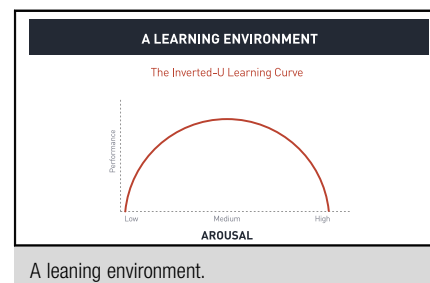 A LEARNING ENVIRONMENT
The Inverted-U Learning Curve
Performance
Low Medium High
AROUSAL
A leaning environment.